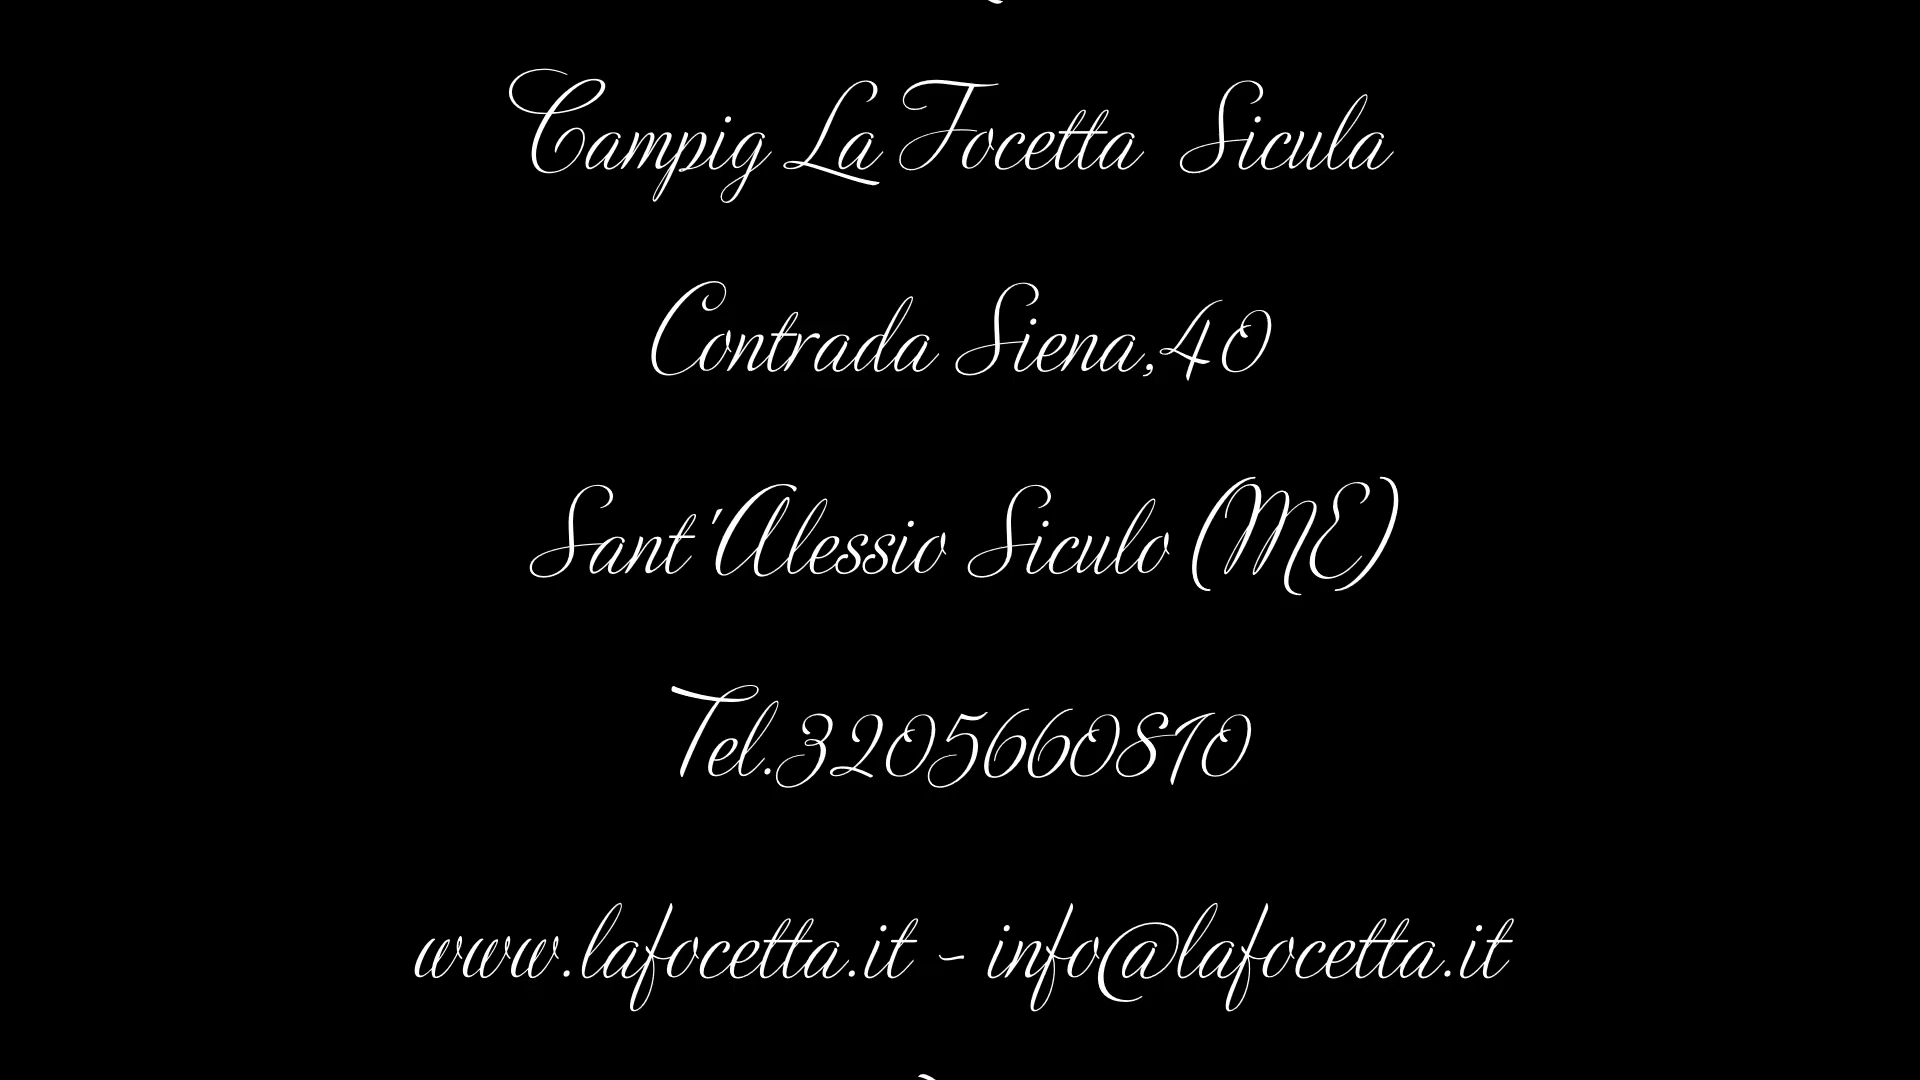 Campig La Focetta Sicula
Contrada Siena,40
Sant'Alessio Siculo (ME)
Tel.3205660810
www.lafocetta.it - info@lafocetta.it